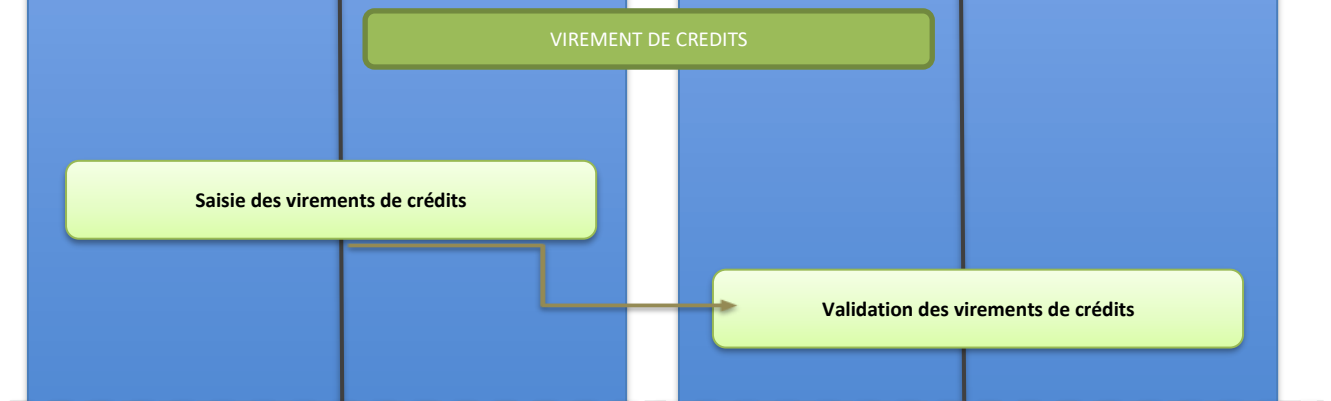 VIREMENT DE CREDITS
Saisie des virements de crédits
Validation des virements de crédits